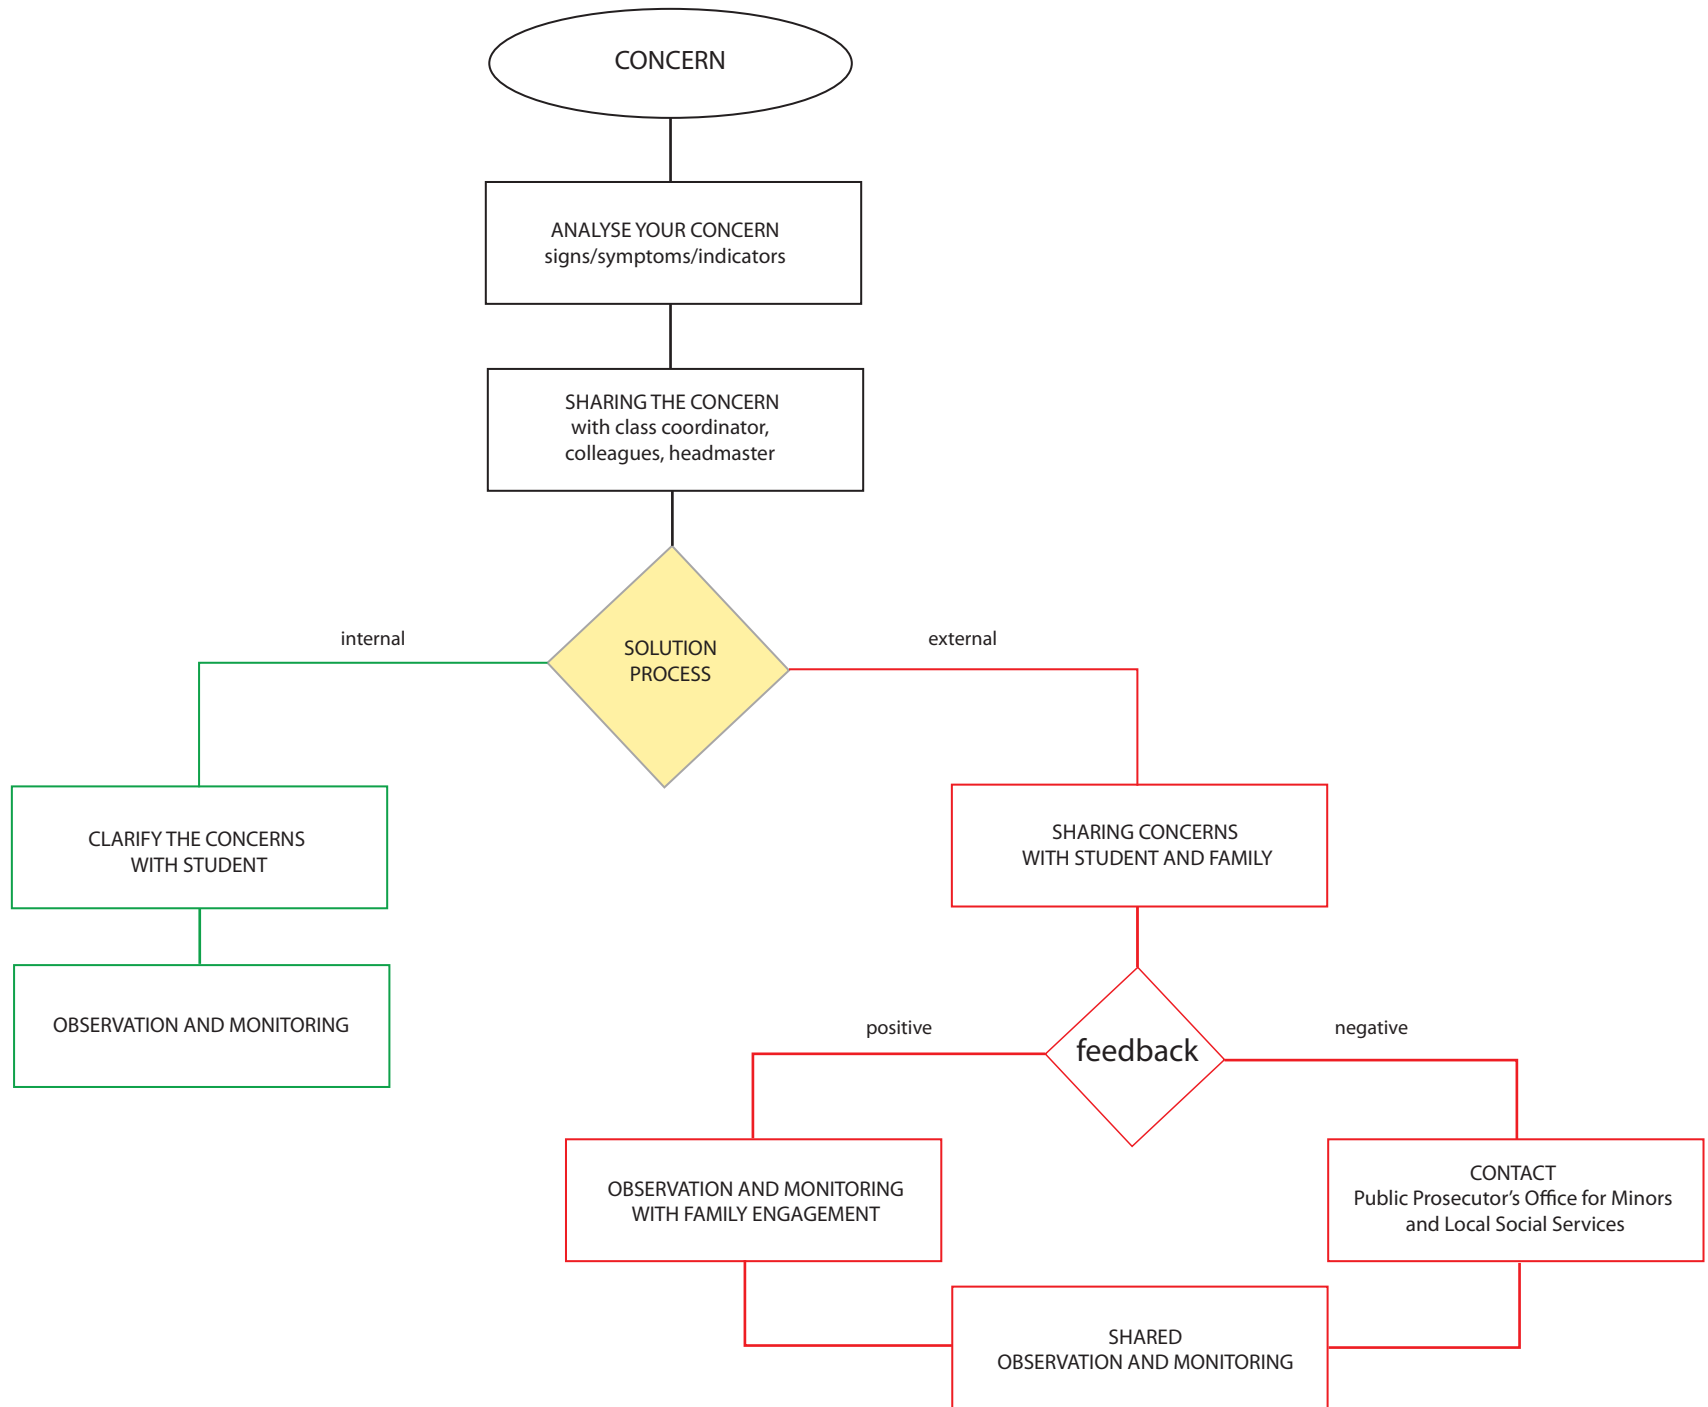 CONCERN
ANALYSE YOUR CONCERN
signs/symptoms/indicators
SHARING THE CONCERN
with class coordinator,
colleagues, headmaster
SOLUTION
PROCESS
internal
external
CLARIFY THE CONCERNS
WITH STUDENT
OBSERVATION AND MONITORING
SHARING CONCERNS
WITH STUDENT AND FAMILY
feedback
positive
negative
OBSERVATION AND MONITORING
WITH FAMILY ENGAGEMENT
CONTACT
Public Prosecutor's Office for Minors
and Local Social Services
SHARED
OBSERVATION AND MONITORING